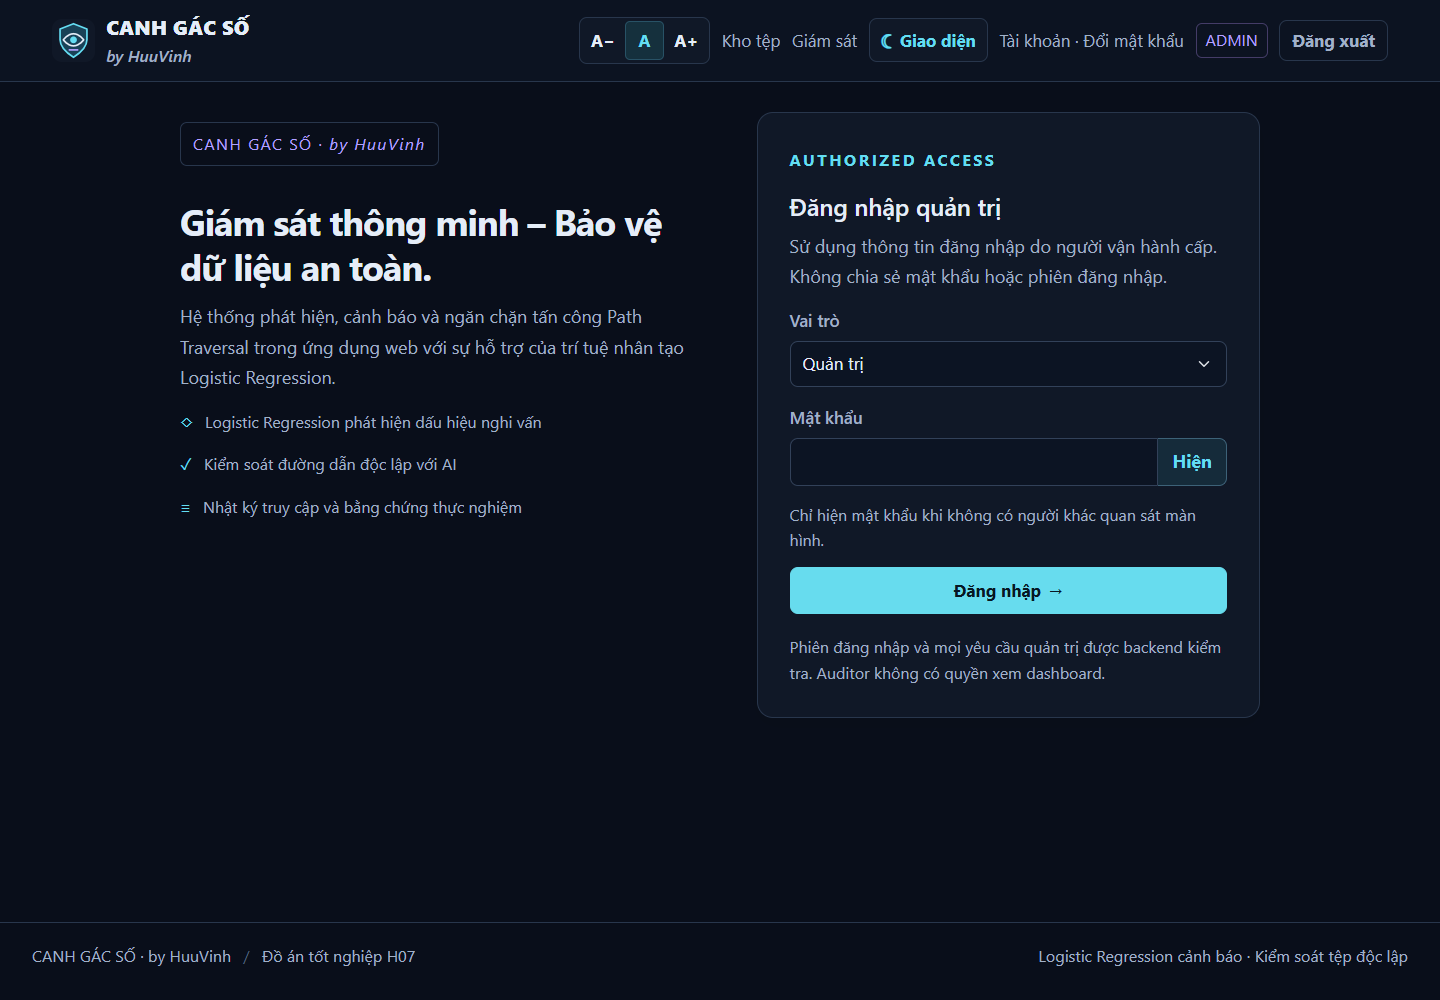 CANH GÁC SỐ
by HuuVinh
A− A A+ Kho tệp Giám sát Giao diện Tài khoản · Đổi mật khẩu ADMIN Đăng xuất
CANH GÁC SỐ · by HuuVinh
Giám sát thông minh – Bảo vệ
dữ liệu an toàn.
Hệ thống phát hiện, cảnh báo và ngăn chặn tấn công Path
Traversal trong ứng dụng web với sự hỗ trợ của trí tuệ nhân tạo
Logistic Regression.
◇ Logistic Regression phát hiện dấu hiệu nghi vấn
✓ Kiểm soát đường dẫn độc lập với AI
≡ Nhật ký truy cập và bằng chứng thực nghiệm
AUTHORIZED ACCESS
Đăng nhập quản trị
Sử dụng thông tin đăng nhập do người vận hành cấp.
Không chia sẻ mật khẩu hoặc phiên đăng nhập.
Vai trò
Quản trị
Mật khẩu
Hiện
Chỉ hiện mật khẩu khi không có người khác quan sát màn
hình.
Đăng nhập →
Phiên đăng nhập và mọi yêu cầu quản trị được backend kiểm
tra. Auditor không có quyền xem dashboard.
CANH GÁC SỐ · by HuuVinh / Đồ án tốt nghiệp H07
Logistic Regression cảnh báo · Kiểm soát tệp độc lập